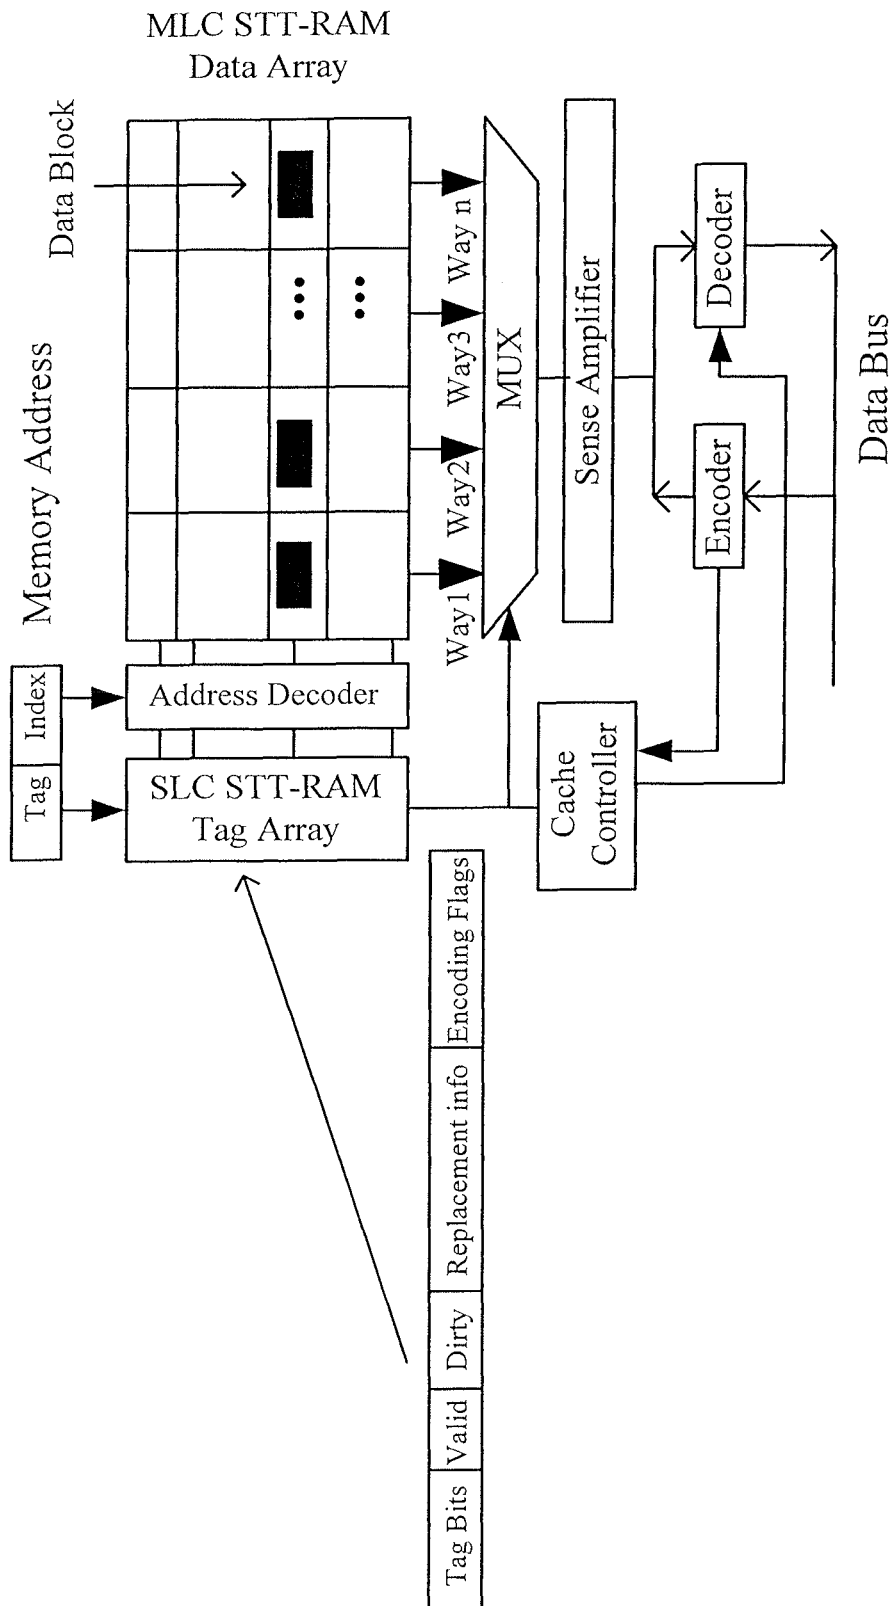 MLC STT-RAM
Data Array
Data Block
Memory Address
Tag
Index
Address Decoder
SLC STT-RAM
Tag Array
Way1
Way2
Way3
Way n
MUX
Sense Amplifier
Encoder
Decoder
Cache
Controller
Data Bus
Tag Bits
Valid
Dirty
Replacement info
Encoding Flags